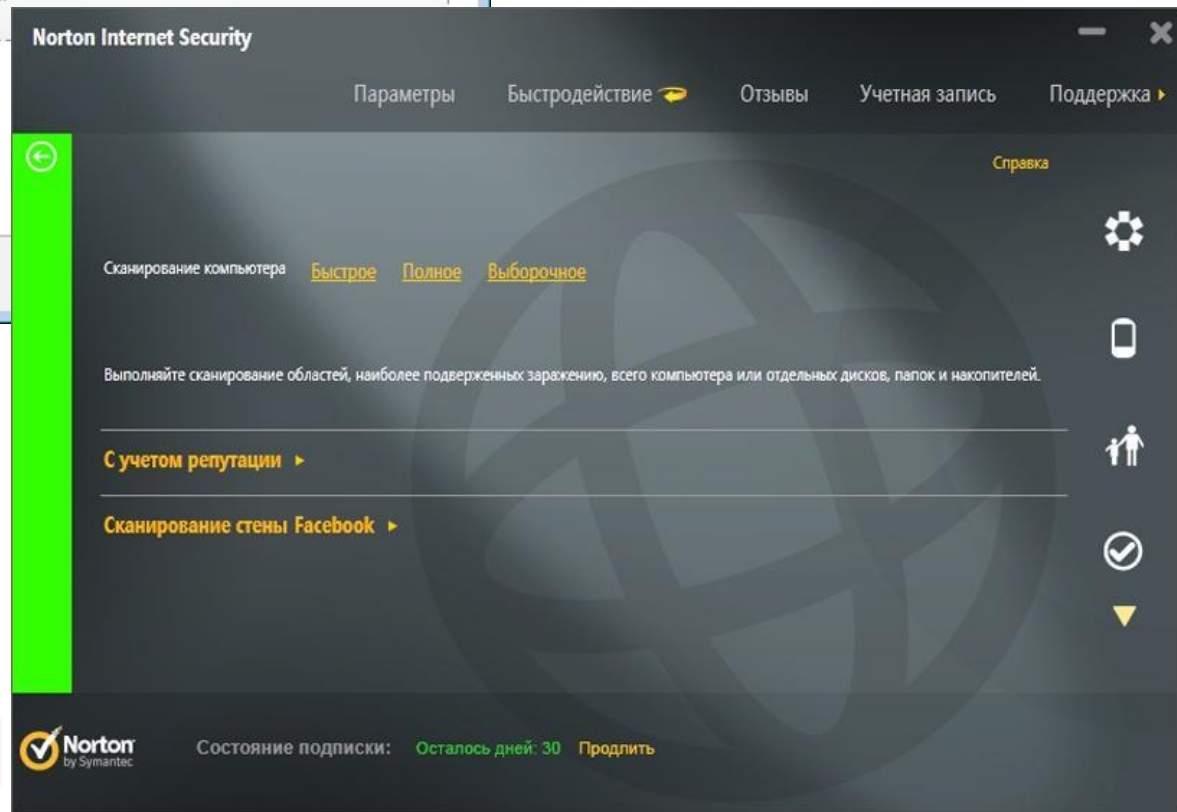 Norton Internet Security
Параметры Быстродействие Отзывы Учетная запись Поддержка
Справка
Сканирование компьютера Быстрое Полное Выборочное
Выполняйте сканирование областей, наиболее подверженных заражению, всего компьютера или отдельных дисков, папок и накопителей.
С учетом репутации
Сканирование стены Facebook
Norton
by Symantec
Состояние подписки: Осталось дней: 30 Продлить